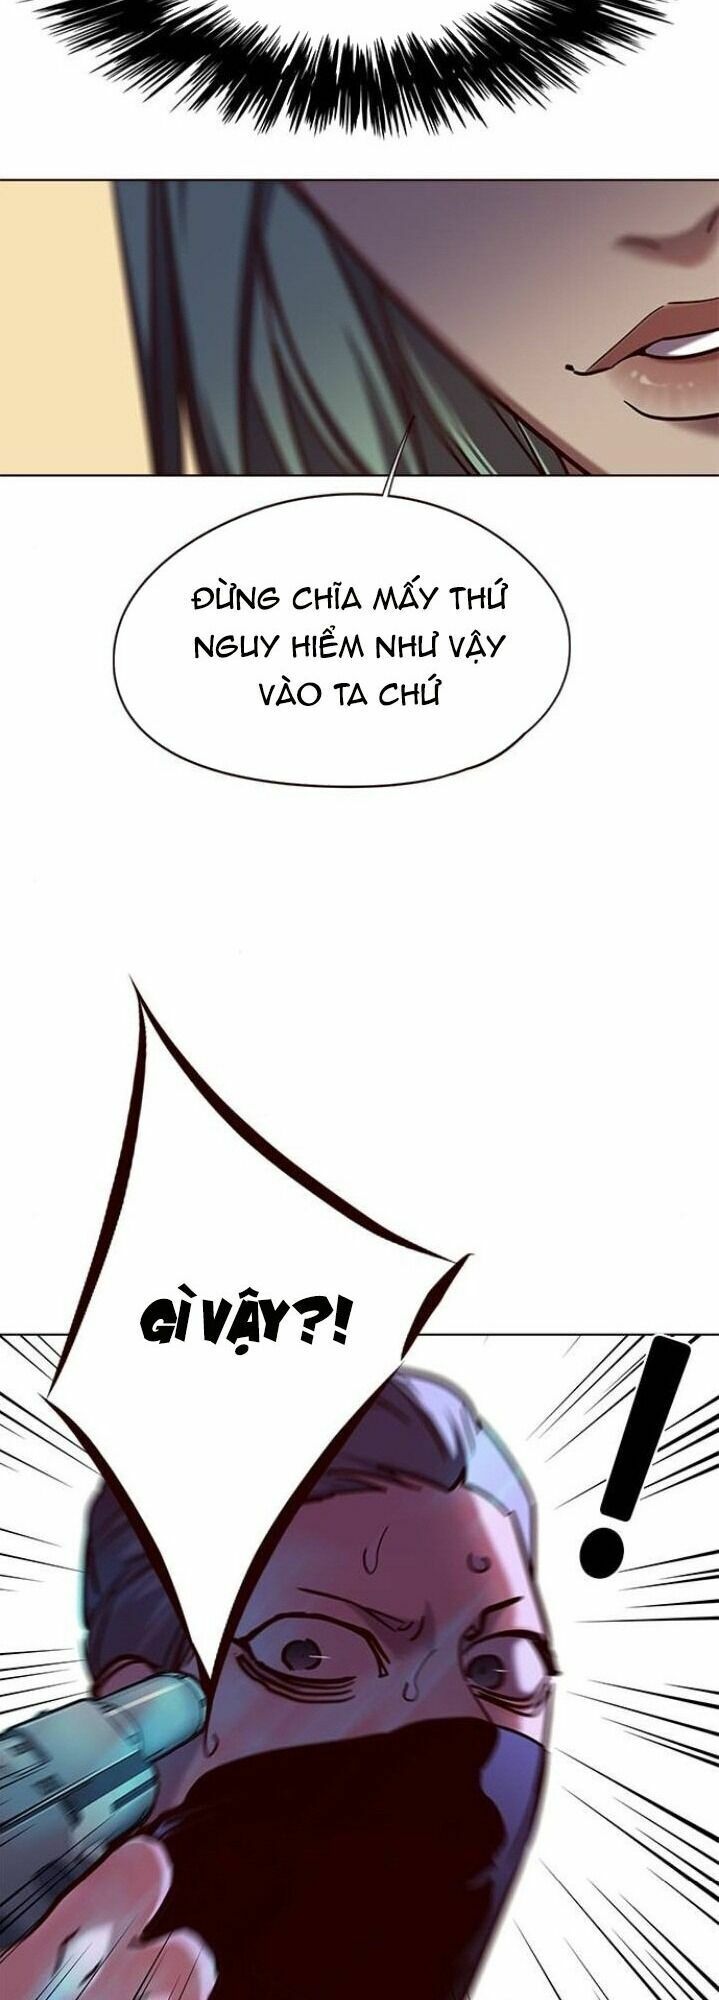 ĐỪNG CHĨA MẤY THỨ
NGUY HIỂM NHƯ VẬY
VÀO TA CHỨ
GÌ VẬY?!
!